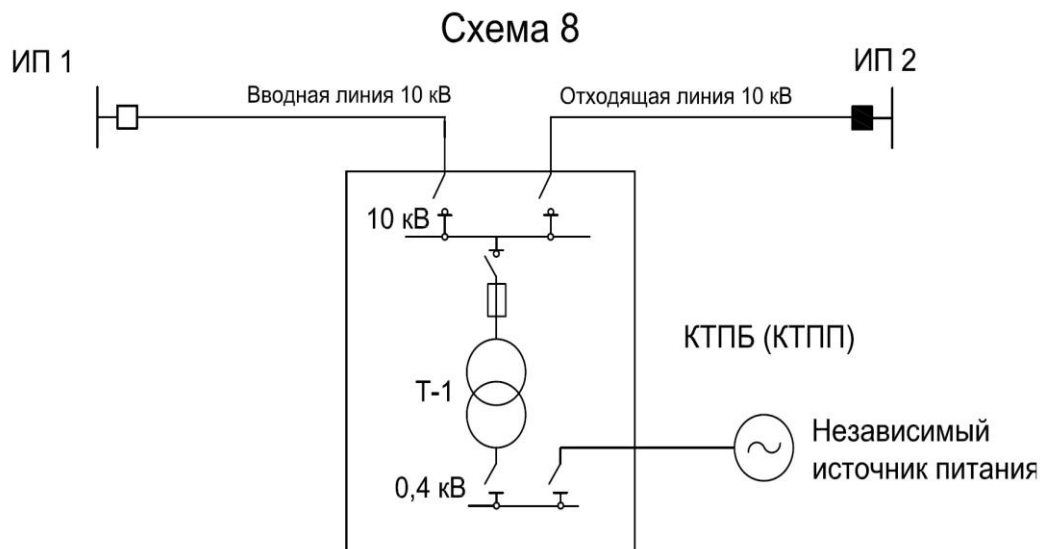 Схема 8
ИП 1
ИП 2
Вводная линия 10 кВ
Отходящая линия 10 кВ
10 кВ
КТПБ (КТПП)
Т-1
Независимый
источник питания
0,4 кВ